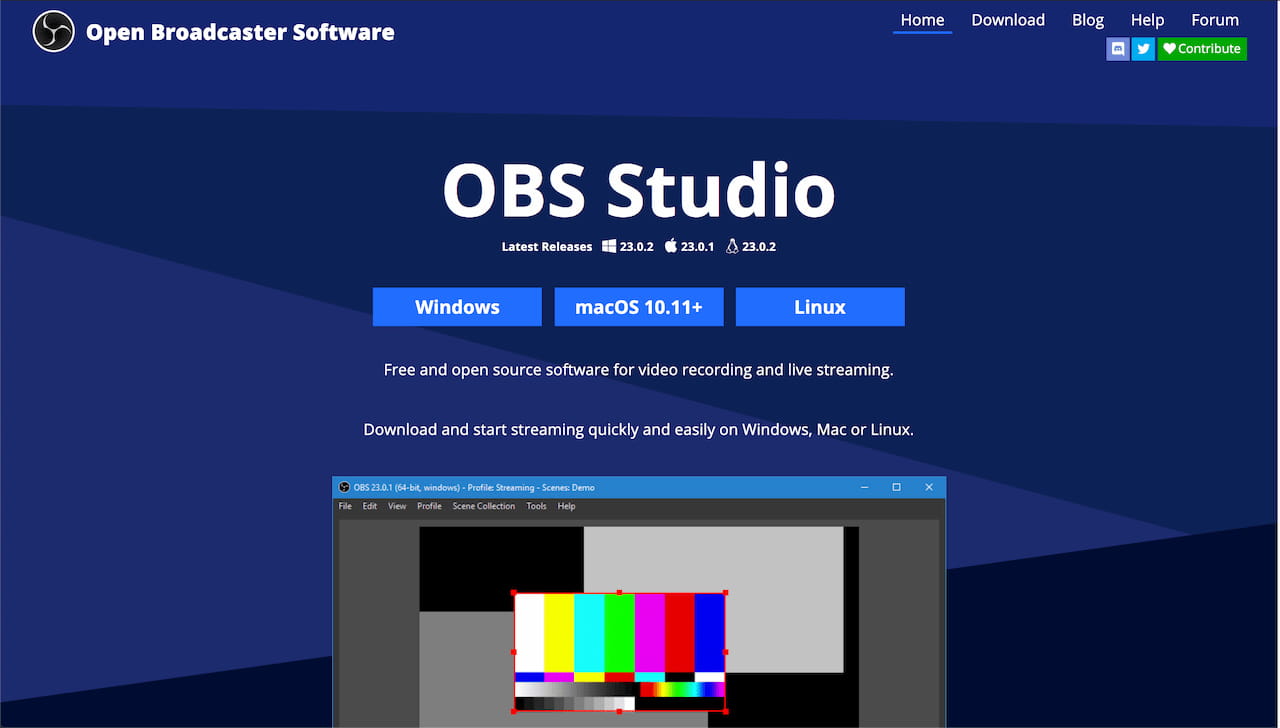 Open Broadcaster Software
Home Download Blog Help Forum
Contribute
OBS Studio
Latest Releases 23.0.2 23.0.1 23.0.2
Windows macOS 10.11+ Linux
Free and open source software for video recording and live streaming.
Download and start streaming quickly and easily on Windows, Mac or Linux.
OBS 23.0.1 (64-bit, windows) - Profile: Streaming - Scenes: Demo
File Edit View Profile Scene Collection Tools Help